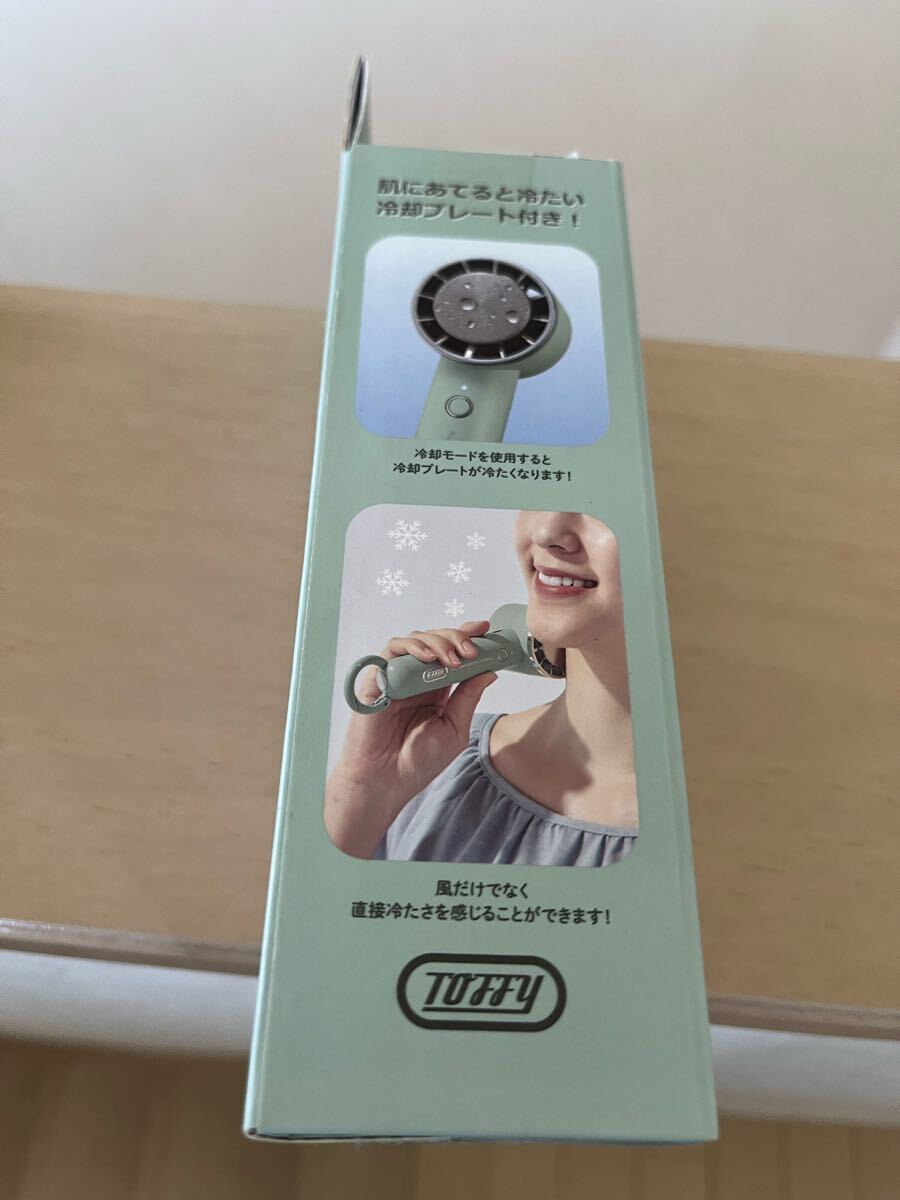 肌にあてると冷たい
冷却プレート付き！
冷却モードを使用すると
冷却プレートが冷たくなります！
TOFFY
風だけでなく
直接冷たさを感じることができます！
TOFFY